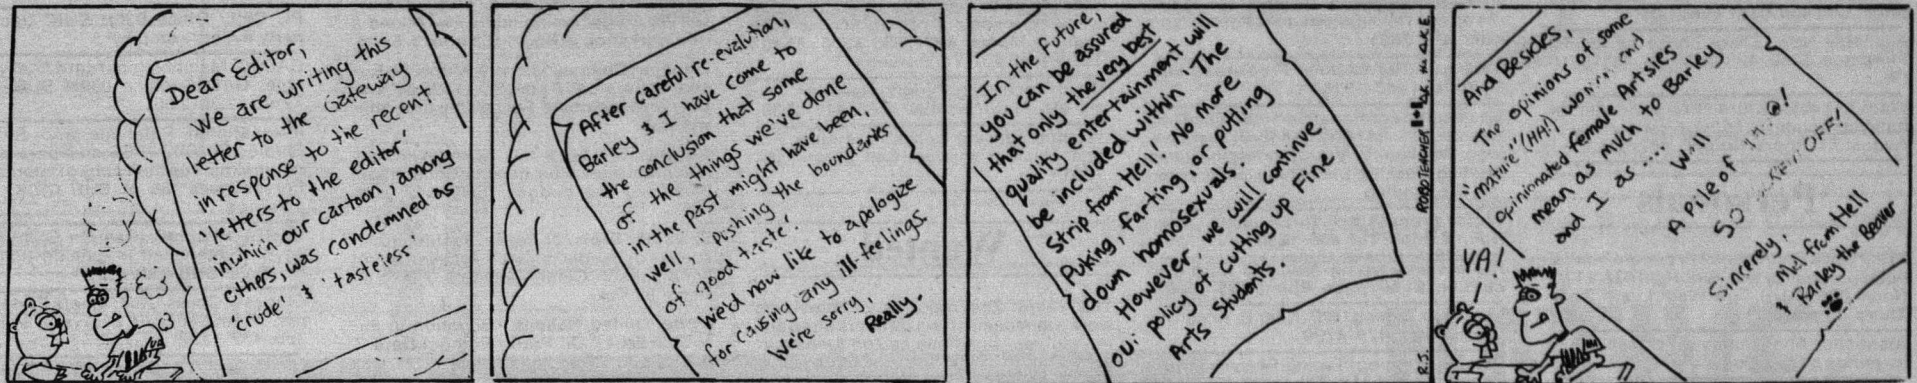 Dear Editor,
We are writing this
letter to the Gateway
in response to the recent
'letters to the editor'
in which our cartoon, among
others, was condemned as
'crude' & 'tasteless'
After careful re-evalution,
Barley & I have come to
the conclusion that some
of the things we've done
in the past might have been,
well, 'pushing the boundaries
of good taste'.
We'd now like to apologize
for causing any ill-feelings.
We're sorry,
Really.
In the future,
you can be assured
that only the very best
quality entertainment will
be included within 'The
Strip from Hell! No more
Puking, farting, or putting
down homosexuals.
However, we will continue
our policy of cutting up Fine
Arts Students.
R.S.
ROBOTEACHER
And Besides,
The opinions of some
"mature" (HA!) and
opinionated female Artsies
mean as much to Barley
and I as .... Well
A Pile of
SO OFF!
Sincerely,
from Hell
& Barley the Beaver
YA!